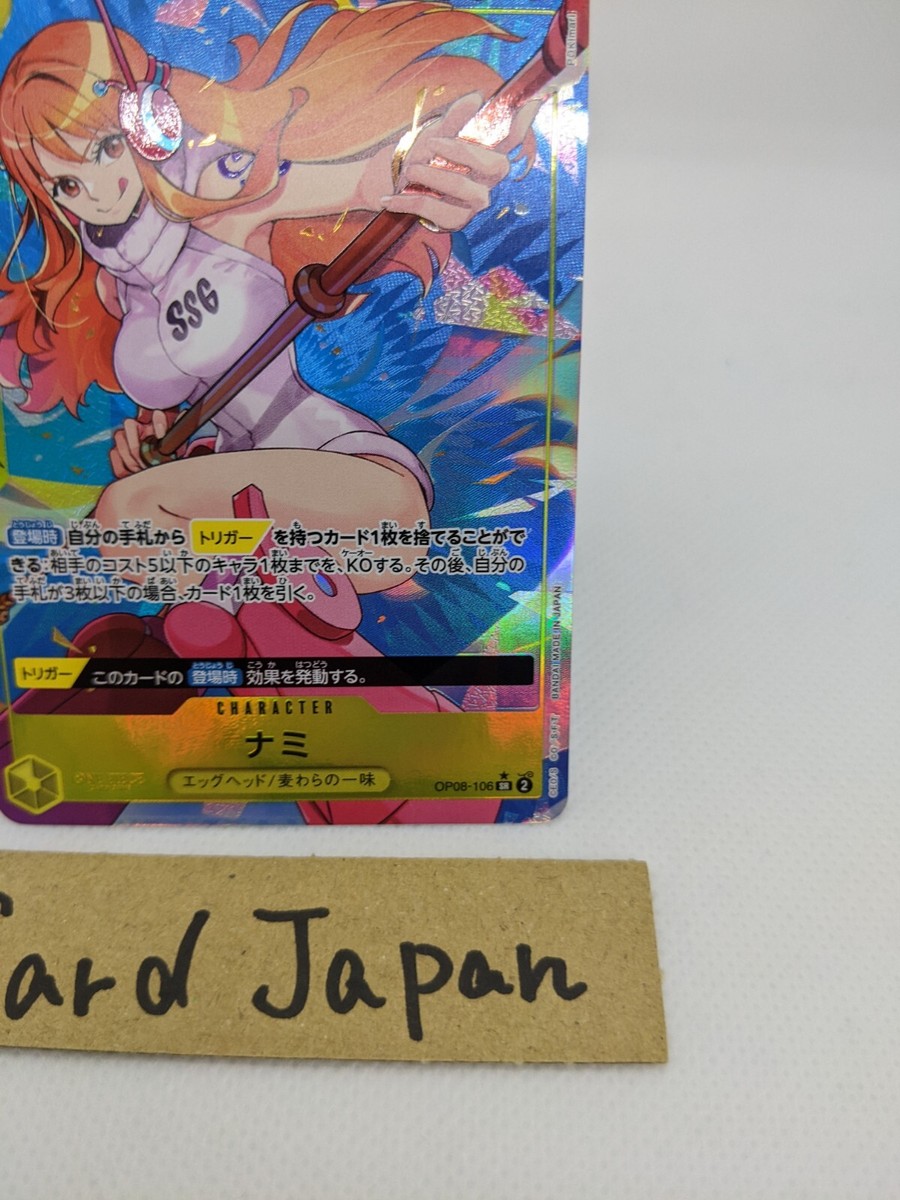 SSG
登場時 自分の手札から トリガー を持つカード1枚を捨てることがで
きる:相手のコスト5以下のキャラ1枚までを、KOする。その後、自分の
手札が3枚以下の場合、カード1枚を引く。
トリガー このカードの 登場時 効果を発動する。
CHARACTER
ナミ
エッグヘッド/麦わらの一味
OP08-106 SR 2
BANDAI MADE IN JAPAN
Card Japan